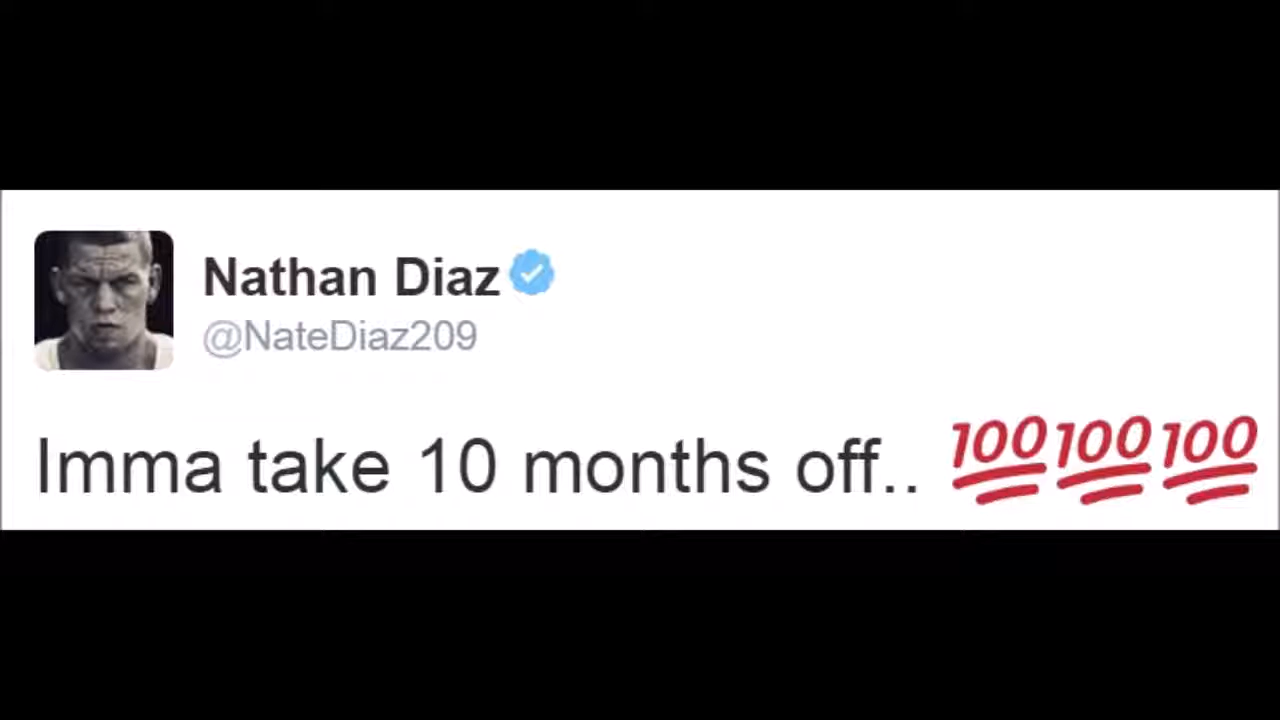 Nathan Diaz
@NateDiaz209
Imma take 10 months off.. 💯💯💯